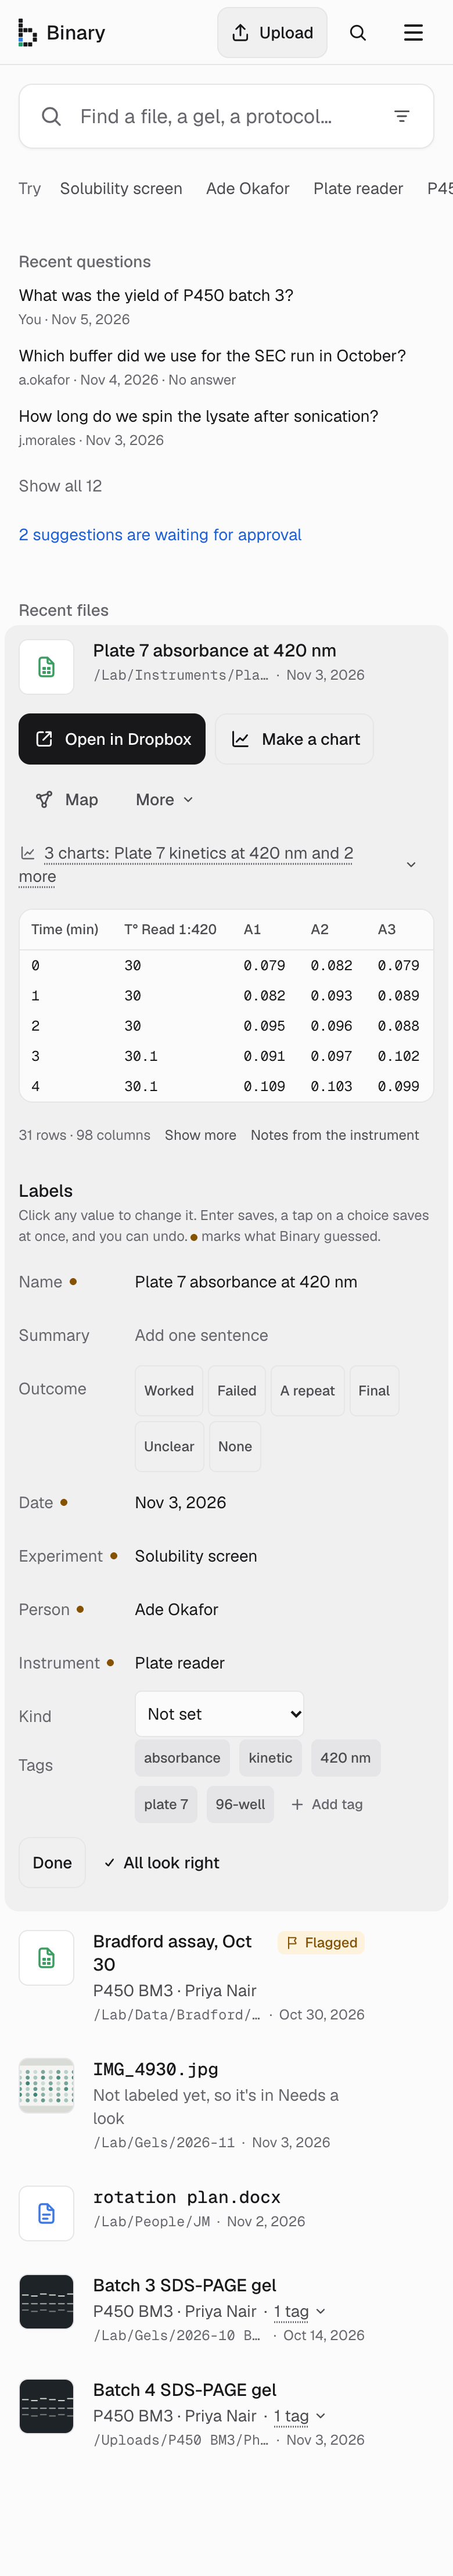 Binary
Upload
Find a file, a gel, a protocol...
Try Solubility screen Ade Okafor Plate reader
Recent questions
What was the yield of P450 batch 3?
You · Nov 5, 2026
Which buffer did we use for the SEC run in October?
a.okafor · Nov 4, 2026 · No answer
How long do we spin the lysate after sonication?
j.morales · Nov 3, 2026
Show all 12
2 suggestions are waiting for approval
Recent files
Plate 7 absorbance at 420 nm
/Lab/Instruments/Pla… · Nov 3, 2026
Open in Dropbox Make a chart
Map More
3 charts: Plate 7 kinetics at 420 nm and 2
more
Time (min) T° Read 1:420 A1 A2 A3
0 30 0.079 0.082 0.079
1 30 0.082 0.093 0.089
2 30 0.095 0.096 0.088
3 30.1 0.091 0.097 0.102
4 30.1 0.109 0.103 0.099
31 rows · 98 columns Show more Notes from the instrument
Labels
Click any value to change it. Enter saves, a tap on a choice saves
at once, and you can undo. ● marks what Binary guessed.
Name Plate 7 absorbance at 420 nm
Summary Add one sentence
Outcome Worked Failed A repeat Final
Unclear None
Date Nov 3, 2026
Experiment Solubility screen
Person Ade Okafor
Instrument Plate reader
Kind Not set
Tags absorbance kinetic 420 nm
plate 7 96-well + Add tag
Done ✓ All look right
Bradford assay, Oct Flagged
30
P450 BM3 · Priya Nair
/Lab/Data/Bradford/… · Oct 30, 2026
IMG_4930.jpg
Not labeled yet, so it's in Needs a
look
/Lab/Gels/2026-11 · Nov 3, 2026
rotation plan.docx
/Lab/People/JM · Nov 2, 2026
Batch 3 SDS-PAGE gel
P450 BM3 · Priya Nair · 1 tag
/Lab/Gels/2026-10 B… · Oct 14, 2026
Batch 4 SDS-PAGE gel
P450 BM3 · Priya Nair · 1 tag
/Uploads/P450 BM3/Ph… · Nov 3, 2026